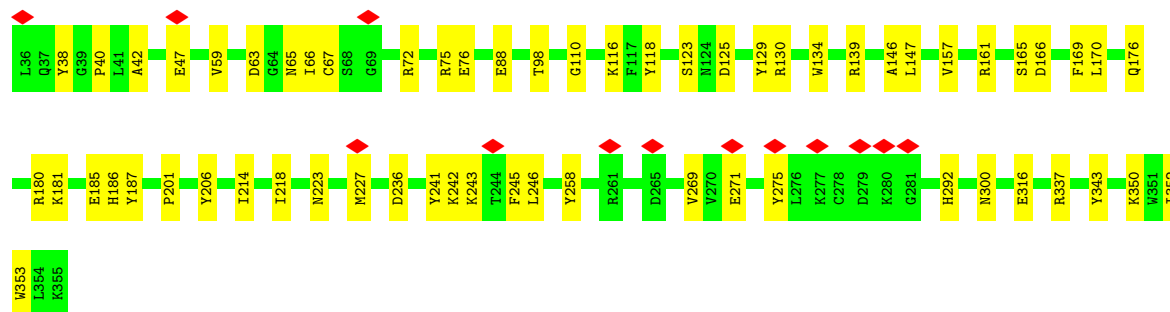 L36 Q37 Y38 G39 P40 L41 A42 E47 V59 D63 G64 N65 I66 C67 S68 G69 R72 R75 E76 E88 T98 G110 K116 F117 Y118 S123 N124 D125 Y129 R130 W134 R139 A146 L147 V157 R161 S165 D166 F169 L170 Q176
R180 K181 E185 H186 Y187 P201 Y206 I214 I218 N223 M227 D236 Y241 K242 K243 T244 F245 L246 Y258 R261 D265 V269 V270 E271 Y275 L276 K277 C278 D279 K280 G281 H292 N300 E316 R337 Y343 K350 W351
W353 L354 K355